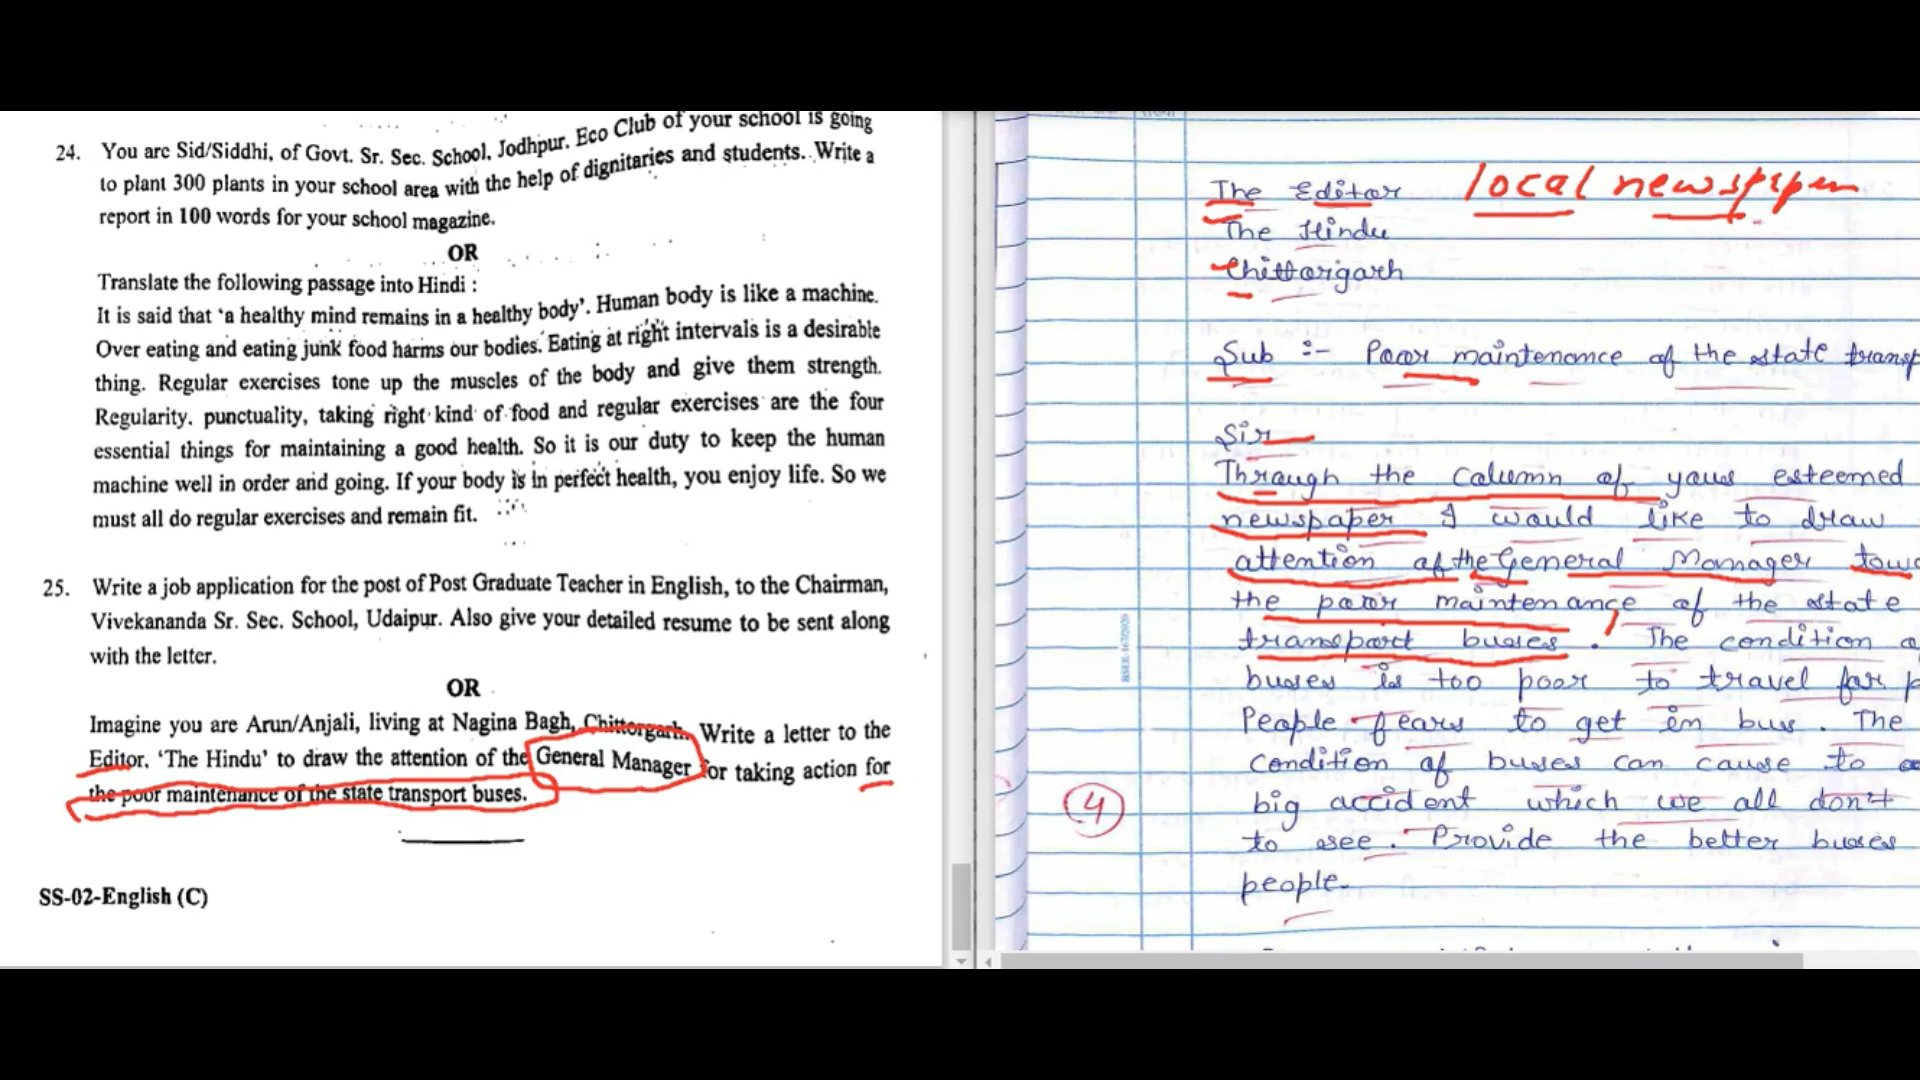 24. You are Sid/Siddhi, of Govt. Sr. Sec. School, Jodhpur. Eco Club of your school is going
to plant 300 plants in your school area with the help of dignitaries and students. Write a
report in 100 words for your school magazine.
OR
Translate the following passage into Hindi :
It is said that ‘a healthy mind remains in a healthy body’. Human body is like a machine.
Over eating and eating junk food harms our bodies. Eating at right intervals is a desirable
thing. Regular exercises tone up the muscles of the body and give them strength.
Regularity, punctuality, taking right kind of food and regular exercises are the four
essential things for maintaining a good health. So it is our duty to keep the human
machine well in order and going. If your body is in perfect health, you enjoy life. So we
must all do regular exercises and remain fit.
25. Write a job application for the post of Post Graduate Teacher in English, to the Chairman,
Vivekananda Sr. Sec. School, Udaipur. Also give your detailed resume to be sent along
with the letter.
OR
Imagine you are Arun/Anjali, living at Nagina Bagh, Chittorgarh. Write a letter to the
Editor, ‘The Hindu’ to draw the attention of the General Manager for taking action for
the poor maintenance of the state transport buses.
SS-02-English (C)
The Editor local newspaper
The Hindu
Chittorgarh
Sub :- Poor maintenance of the state transp
Sir
Through the column of your esteemed
newspaper I would like to draw
attention of the General Manager towa
the poor maintenance of the state
transport buses. The condition o
buses is too poor to travel for p
People fears to get in bus. The
condition of buses can cause to a
big accident which we all don't
to see. Provide the better buses
people.
4